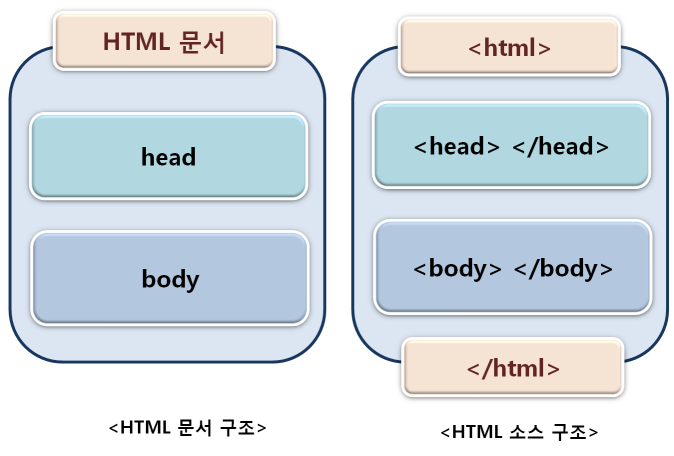 HTML 문서
head
body
<HTML 문서 구조>
<html>
<head> </head>
<body> </body>
</html>
<HTML 소스 구조>